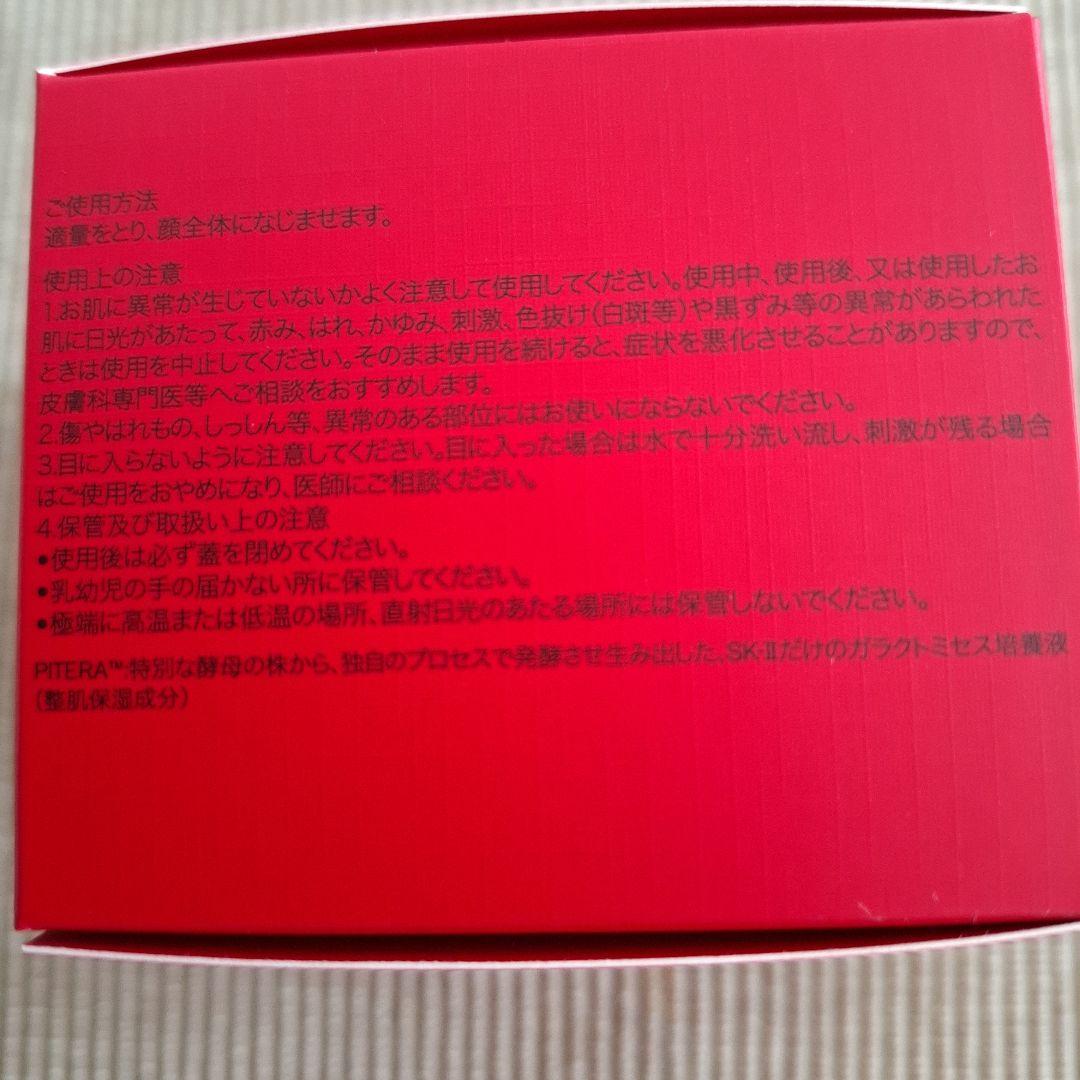 ご使用方法
適量をとり、顔全体になじませます。
使用上の注意
1.お肌に異常が生じていないかよく注意して使用してください。使用中、使用後、又は使用したお
肌に日光があたって、赤み、はれ、かゆみ、刺激、色抜け(白斑等)や黒ずみ等の異常があらわれた
ときは使用を中止してください。そのまま使用を続けると、症状を悪化させることがありますので、
皮膚科専門医等へご相談をおすすめします。
2.傷やはれもの、しっしん等、異常のある部位にはお使いにならないでください。
3.目に入らないように注意してください。目に入った場合は水で十分洗い流し、刺激が残る場合
はご使用をおやめになり、医師にご相談ください。
4.保管及び取扱い上の注意
•使用後は必ず蓋を閉めてください。
•乳幼児の手の届かない所に保管してください。
•極端に高温または低温の場所、直射日光のあたる場所には保管しないでください。
PITERA™:特別な酵母の株から、独自のプロセスで発酵させ生み出した、SK-IIだけのガラクトミセス培養液
(整肌保湿成分)